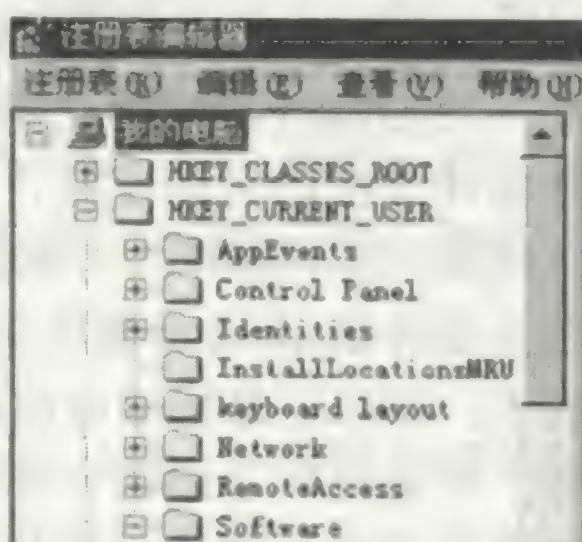 注册表编辑器
注册表(R) 编辑(E) 查看(V) 帮助(H)
我的电脑
HKEY_CLASSES_ROOT
HKEY_CURRENT_USER
AppEvents
Control Panel
Identities
InstallLocationsMRU
keyboard layout
Network
RemoteAccess
Software